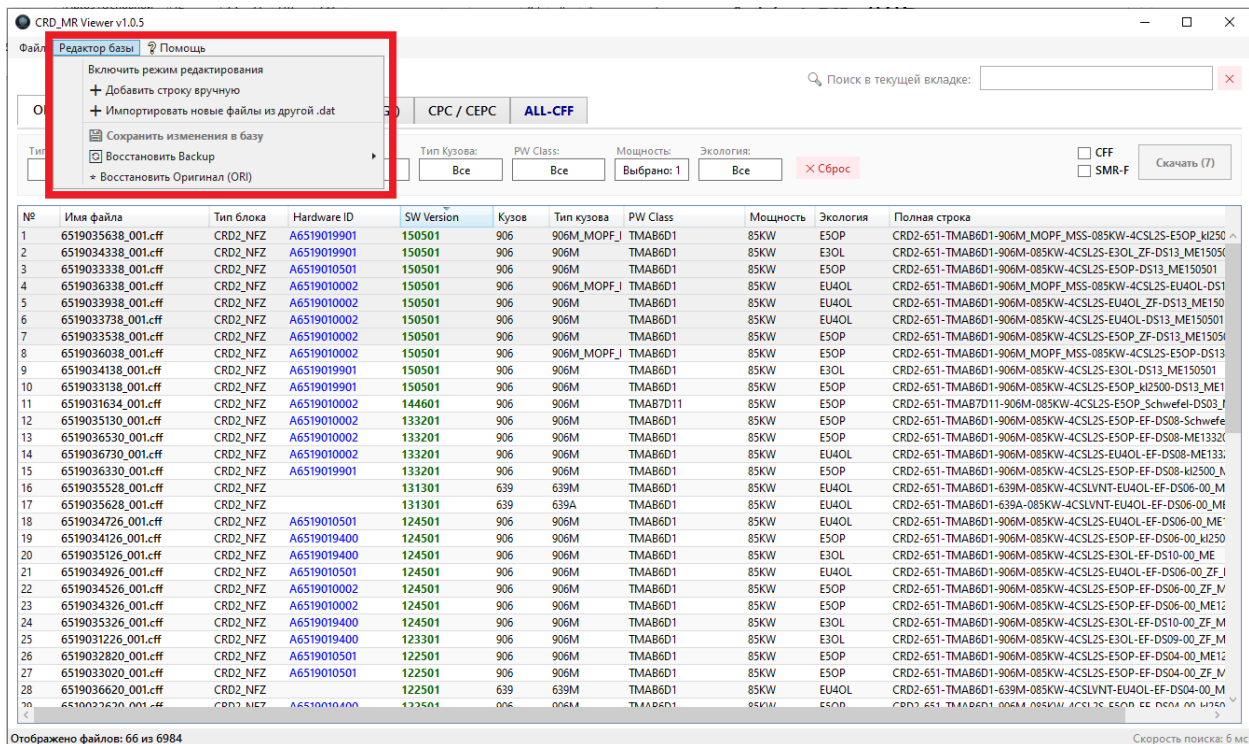 CRD_MR Viewer v1.0.5
Файл Редактор базы ? Помощь
Включить режим редактирования
+ Добавить строку вручную
+ Импортировать новые файлы из другой .dat
Сохранить изменения в базу
Восстановить Backup
* Восстановить Оригинал (ORI)
Поиск в текущей вкладке:
CPC / CEPC ALL-CFF
Тип Кузова: PW Class: Мощность: Экология:
Все Все Выбрано: 1 Все × Сброс
CFF
SMR-F
Скачать (7)
№ Имя файла Тип блока Hardware ID SW Version Кузов Тип кузова PW Class Мощность Экология Полная строка
1 6519035638_001.cff CRD2_NFZ A6519019901 150501 906 906M_MOPF_ TMAB6D1 85KW E5OP CRD2-651-TMAB6D1-906M_MOPF_MSS-085KW-4CSL2S-E5OP_kl250
2 6519034338_001.cff CRD2_NFZ A6519019901 150501 906 906M TMAB6D1 85KW E3OL CRD2-651-TMAB6D1-906M-085KW-4CSL2S-E3OL_ZF-DS13_ME15050
3 6519033338_001.cff CRD2_NFZ A6519010501 150501 906 906M TMAB6D1 85KW E5OP CRD2-651-TMAB6D1-906M-085KW-4CSL2S-E5OP-DS13_ME150501
4 6519036338_001.cff CRD2_NFZ A6519010002 150501 906 906M_MOPF_ TMAB6D1 85KW EU4OL CRD2-651-TMAB6D1-906M_MOPF_MSS-085KW-4CSL2S-EU4OL-DS1
5 6519033938_001.cff CRD2_NFZ A6519010002 150501 906 906M TMAB6D1 85KW EU4OL CRD2-651-TMAB6D1-906M-085KW-4CSL2S-EU4OL_ZF-DS13_ME150
6 6519033738_001.cff CRD2_NFZ A6519010002 150501 906 906M TMAB6D1 85KW EU4OL CRD2-651-TMAB6D1-906M-085KW-4CSL2S-EU4OL-DS13_ME150501
7 6519033538_001.cff CRD2_NFZ A6519010002 150501 906 906M TMAB6D1 85KW E5OP CRD2-651-TMAB6D1-906M-085KW-4CSL2S-E5OP_ZF-DS13_ME15050
8 6519036038_001.cff CRD2_NFZ A6519010002 150501 906 906M_MOPF_ TMAB6D1 85KW E5OP CRD2-651-TMAB6D1-906M_MOPF_MSS-085KW-4CSL2S-E5OP-DS13
9 6519034138_001.cff CRD2_NFZ A6519019901 150501 906 906M TMAB6D1 85KW E3OL CRD2-651-TMAB6D1-906M-085KW-4CSL2S-E3OL-DS13_ME150501
10 6519033138_001.cff CRD2_NFZ A6519019901 150501 906 906M TMAB6D1 85KW E5OP CRD2-651-TMAB6D1-906M-085KW-4CSL2S-E5OP_kl2500-DS13_ME1
11 6519031634_001.cff CRD2_NFZ A6519010002 144601 906 906M TMAB7D11 85KW E5OP CRD2-651-TMAB7D11-906M-085KW-4CSL2S-E5OP_Schwefel-DS03_
12 6519035130_001.cff CRD2_NFZ A6519010002 133201 906 906M TMAB6D1 85KW E5OP CRD2-651-TMAB6D1-906M-085KW-4CSL2S-E5OP-EF-DS08-Schwefe
13 6519036530_001.cff CRD2_NFZ A6519010002 133201 906 906M TMAB6D1 85KW E5OP CRD2-651-TMAB6D1-906M-085KW-4CSL2S-E5OP-EF-DS08-ME13320
14 6519036730_001.cff CRD2_NFZ A6519010002 133201 906 906M TMAB6D1 85KW EU4OL CRD2-651-TMAB6D1-906M-085KW-4CSL2S-EU4OL-EF-DS08-ME133
15 6519036330_001.cff CRD2_NFZ A6519019901 133201 906 906M TMAB6D1 85KW E5OP CRD2-651-TMAB6D1-906M-085KW-4CSL2S-E5OP-EF-DS08-kl2500_
16 6519035528_001.cff CRD2_NFZ 131301 639 639M TMAB6D1 85KW EU4OL CRD2-651-TMAB6D1-639M-085KW-4CSLVNT-EU4OL-EF-DS06-00_M
17 6519035628_001.cff CRD2_NFZ 131301 639 639A TMAB6D1 85KW EU4OL CRD2-651-TMAB6D1-639A-085KW-4CSLVNT-EU4OL-EF-DS06-00_ME
18 6519034726_001.cff CRD2_NFZ A6519010501 124501 906 906M TMAB6D1 85KW EU4OL CRD2-651-TMAB6D1-906M-085KW-4CSL2S-EU4OL-EF-DS06-00_ME
19 6519034126_001.cff CRD2_NFZ A6519019400 124501 906 906M TMAB6D1 85KW E5OP CRD2-651-TMAB6D1-906M-085KW-4CSL2S-E5OP-EF-DS06-00_kl250
20 6519035126_001.cff CRD2_NFZ A6519019400 124501 906 906M TMAB6D1 85KW E3OL CRD2-651-TMAB6D1-906M-085KW-4CSL2S-E3OL-EF-DS10-00_ME
21 6519034926_001.cff CRD2_NFZ A6519010501 124501 906 906M TMAB6D1 85KW EU4OL CRD2-651-TMAB6D1-906M-085KW-4CSL2S-EU4OL-EF-DS06-00_ZF_
22 6519034526_001.cff CRD2_NFZ A6519010002 124501 906 906M TMAB6D1 85KW E5OP CRD2-651-TMAB6D1-906M-085KW-4CSL2S-E5OP-EF-DS06-00_ZF_M
23 6519034326_001.cff CRD2_NFZ A6519010002 124501 906 906M TMAB6D1 85KW E5OP CRD2-651-TMAB6D1-906M-085KW-4CSL2S-E5OP-EF-DS06-00_ME12
24 6519035326_001.cff CRD2_NFZ A6519019400 124501 906 906M TMAB6D1 85KW E3OL CRD2-651-TMAB6D1-906M-085KW-4CSL2S-E3OL-EF-DS10-00_ZF_M
25 6519031226_001.cff CRD2_NFZ A6519019400 123301 906 906M TMAB6D1 85KW E3OL CRD2-651-TMAB6D1-906M-085KW-4CSL2S-E3OL-EF-DS09-00_ZF_M
26 6519032820_001.cff CRD2_NFZ A6519010501 122501 906 906M TMAB6D1 85KW E5OP CRD2-651-TMAB6D1-906M-085KW-4CSL2S-E5OP-EF-DS04-00_ME12
27 6519033020_001.cff CRD2_NFZ A6519010501 122501 906 906M TMAB6D1 85KW E5OP CRD2-651-TMAB6D1-906M-085KW-4CSL2S-E5OP-EF-DS04-00_ZF_M
28 6519036620_001.cff CRD2_NFZ 122501 639 639M TMAB6D1 85KW EU4OL CRD2-651-TMAB6D1-639M-085KW-4CSLVNT-EU4OL-EF-DS04-00_M
Отображено файлов: 66 из 6984
Скорость поиска: 6 мс